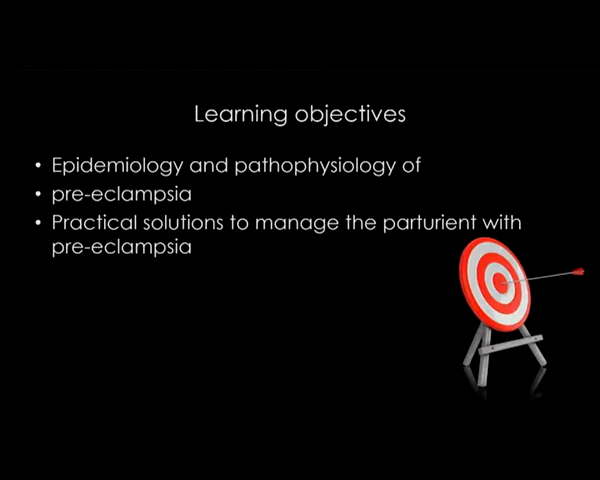 Learning objectives
• Epidemiology and pathophysiology of
• pre-eclampsia
• Practical solutions to manage the parturient with
pre-eclampsia